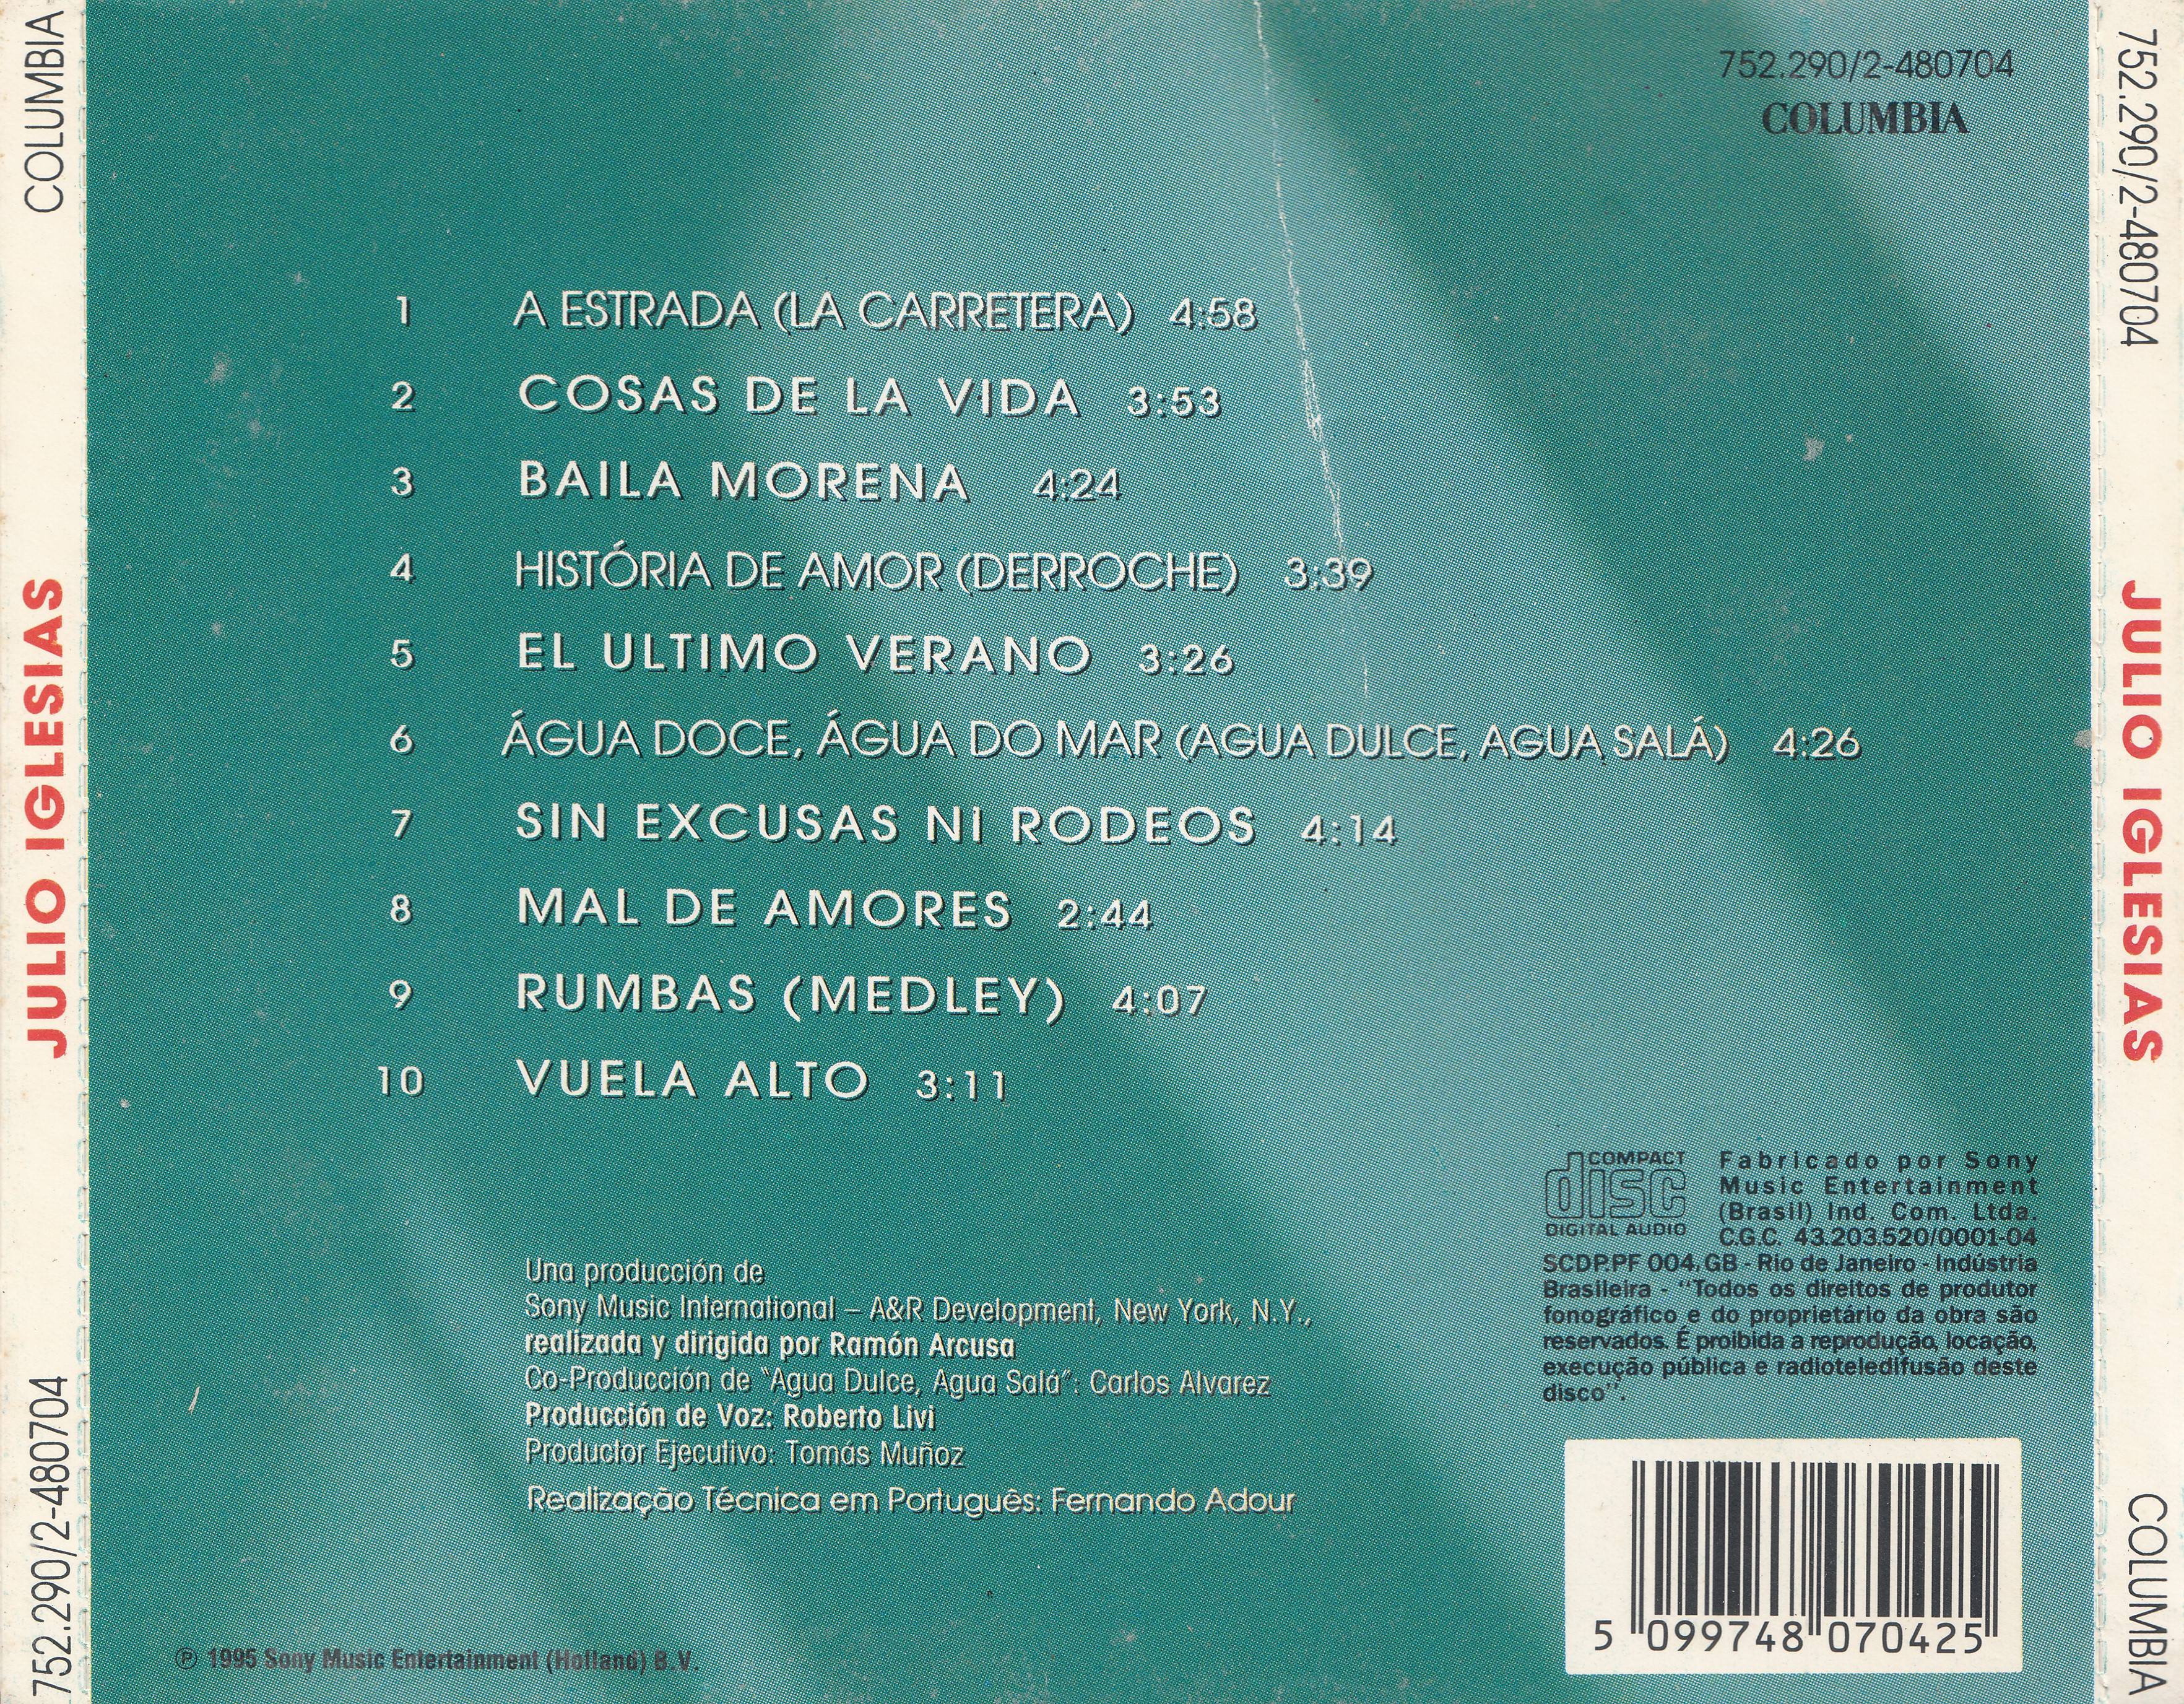 COLUMBIA
JULIO IGLESIAS
752.290/2-480704
752.290/2-480704
COLUMBIA
1 A ESTRADA (LA CARRETERA) 4:58
2 COSAS DE LA VIDA 3:53
3 BAILA MORENA 4:24
4 HISTÓRIA DE AMOR (DERROCHE) 3:39
5 EL ULTIMO VERANO 3:26
6 ÁGUA DOCE, ÁGUA DO MAR (AGUA DULCE, AGUA SALÁ) 4:26
7 SIN EXCUSAS NI RODEOS 4:14
8 MAL DE AMORES 2:44
9 RUMBAS (MEDLEY) 4:07
10 VUELA ALTO 3:11
Una producción de
Sony Music International – A&R Development, New York, N.Y.,
realizada y dirigida por Ramón Arcusa
Co-Producción de "Agua Dulce, Agua Salá": Carlos Alvarez
Producción de Voz: Roberto Livi
Productor Ejecutivo: Tomás Muñoz
Realização Técnica em Português: Fernando Adour
℗ 1995 Sony Music Entertainment (Holland) B.V.
COMPACT
disc
DIGITAL AUDIO
Fabricado por Sony
Music Entertainment
(Brasil) Ind. Com. Ltda.
C.G.C. 43.203.520/0001-04
SCDP.PF 004, GB - Rio de Janeiro - Indústria
Brasileira - "Todos os direitos de produtor
fonográfico e do proprietário da obra são
reservados. É proibida a reprodução, locação,
execução pública e radioteledifusão deste
disco".
5 099748 070425
752.290/2-480704
JULIO IGLESIAS
COLUMBIA